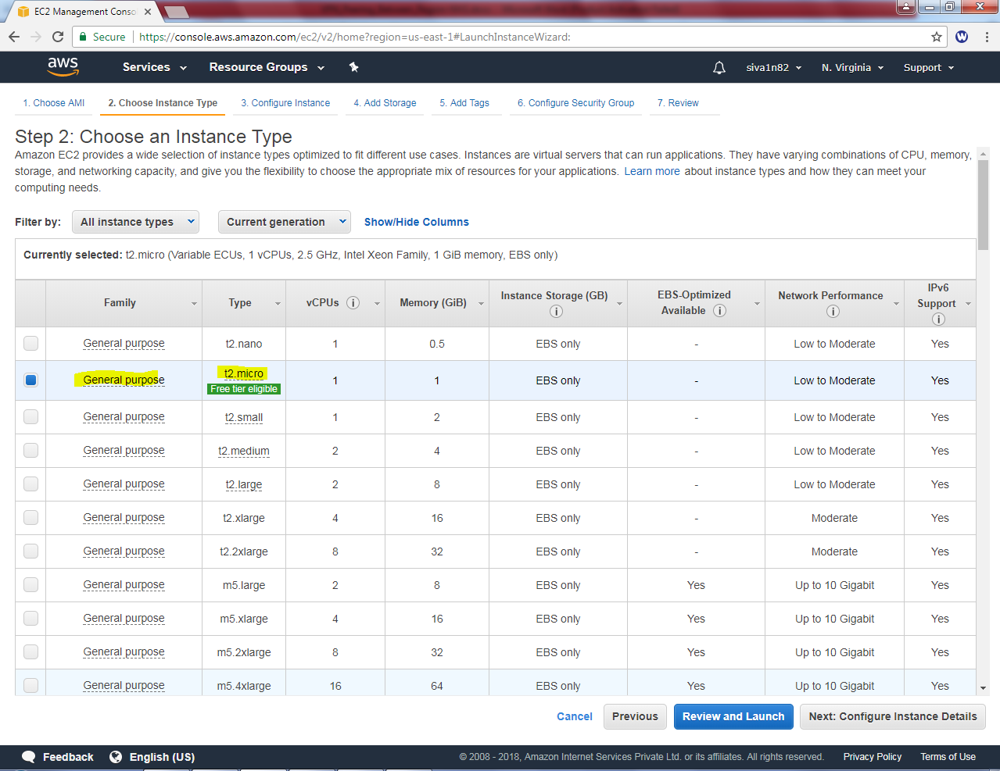 EC2 Management Conso
Secure https://console.aws.amazon.com/ec2/v2/home?region=us-east-1#LaunchInstanceWizard:
aws Services Resource Groups siva1n82 N. Virginia Support
1. Choose AMI 2. Choose Instance Type 3. Configure Instance 4. Add Storage 5. Add Tags 6. Configure Security Group 7. Review
Step 2: Choose an Instance Type
Amazon EC2 provides a wide selection of instance types optimized to fit different use cases. Instances are virtual servers that can run applications. They have varying combinations of CPU, memory,
storage, and networking capacity, and give you the flexibility to choose the appropriate mix of resources for your applications. Learn more about instance types and how they can meet your
computing needs.
Filter by: All instance types Current generation Show/Hide Columns
Currently selected: t2.micro (Variable ECUs, 1 vCPUs, 2.5 GHz, Intel Xeon Family, 1 GiB memory, EBS only)
Family Type vCPUs Memory (GiB) Instance Storage (GB) EBS-Optimized Available Network Performance IPv6 Support
General purpose t2.nano 1 0.5 EBS only - Low to Moderate Yes
General purpose t2.micro Free tier eligible 1 1 EBS only - Low to Moderate Yes
General purpose t2.small 1 2 EBS only - Low to Moderate Yes
General purpose t2.medium 2 4 EBS only - Low to Moderate Yes
General purpose t2.large 2 8 EBS only - Low to Moderate Yes
General purpose t2.xlarge 4 16 EBS only - Moderate Yes
General purpose t2.2xlarge 8 32 EBS only - Moderate Yes
General purpose m5.large 2 8 EBS only Yes Up to 10 Gigabit Yes
General purpose m5.xlarge 4 16 EBS only Yes Up to 10 Gigabit Yes
General purpose m5.2xlarge 8 32 EBS only Yes Up to 10 Gigabit Yes
General purpose m5.4xlarge 16 64 EBS only Yes Up to 10 Gigabit Yes
Cancel Previous Review and Launch Next: Configure Instance Details
Feedback English (US) © 2008 - 2018, Amazon Internet Services Private Ltd. or its affiliates. All rights reserved. Privacy Policy Terms of Use